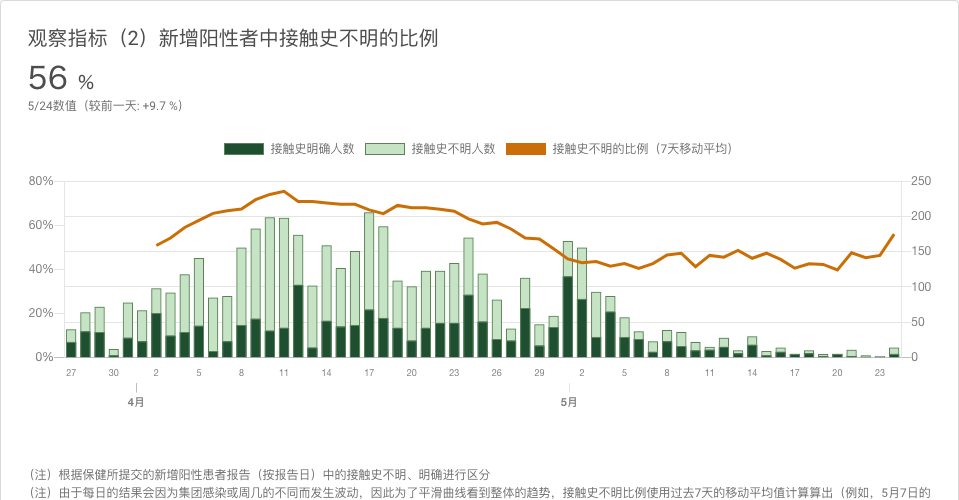 观察指标（2）新增阳性者中接触史不明的比例
56 %
5/24数值（较前一天: +9.7 %）
接触史明确人数 接触史不明人数 接触史不明的比例（7天移动平均）
80% 250
200
60%
150
40%
100
20%
50
0% 0
27 30 2 5 8 11 14 17 20 23 26 29 2 5 8 11 14 17 20 23
4月 5月
（注）根据保健所提交的新增阳性患者报告（按报告日）中的接触史不明、明确进行区分
（注）由于每日的结果会因为集团感染或周几的不同而发生波动，因此为了平滑曲线看到整体的趋势，接触史不明比例使用过去7天的移动平均值计算算出（例如，5月7日的